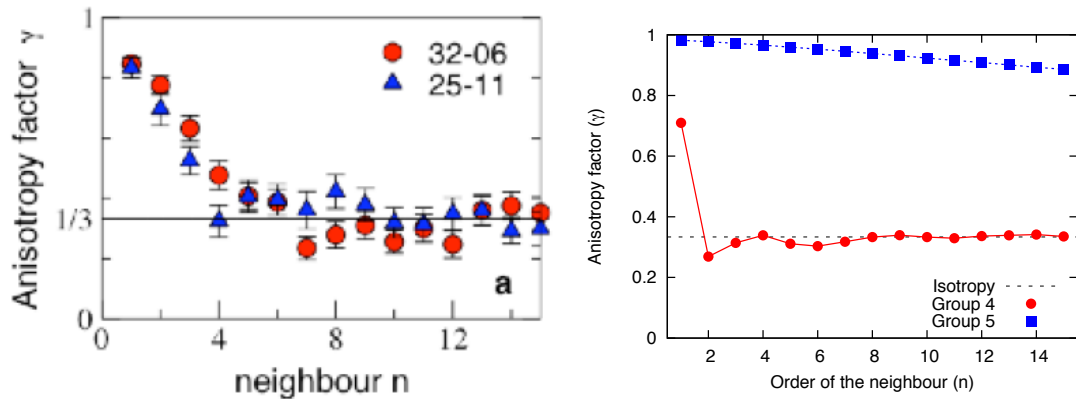 Anisotropy factor γ
1
1/3
0
32-06
25-11
a
0 4 8 12
neighbour n
Anisotropy factor (γ)
1
0.8
0.6
0.4
0.2
0
Isotropy
Group 4
Group 5
2 4 6 8 10 12 14
Order of the neighbour (n)